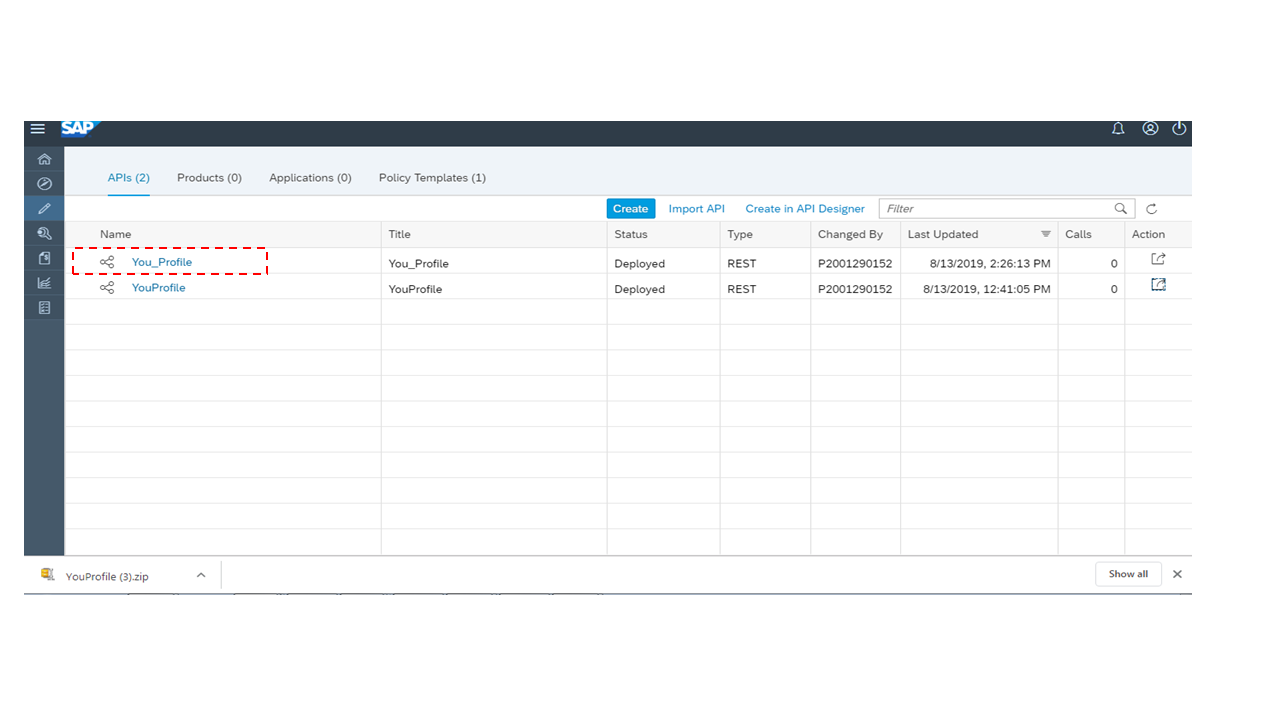 SAP
APIs (2) Products (0) Applications (0) Policy Templates (1)
Create Import API Create in API Designer Filter
Name Title Status Type Changed By Last Updated Calls Action
You_Profile You_Profile Deployed REST P2001290152 8/13/2019, 2:26:13 PM 0
YouProfile YouProfile Deployed REST P2001290152 8/13/2019, 12:41:05 PM 0
YouProfile (3).zip Show all